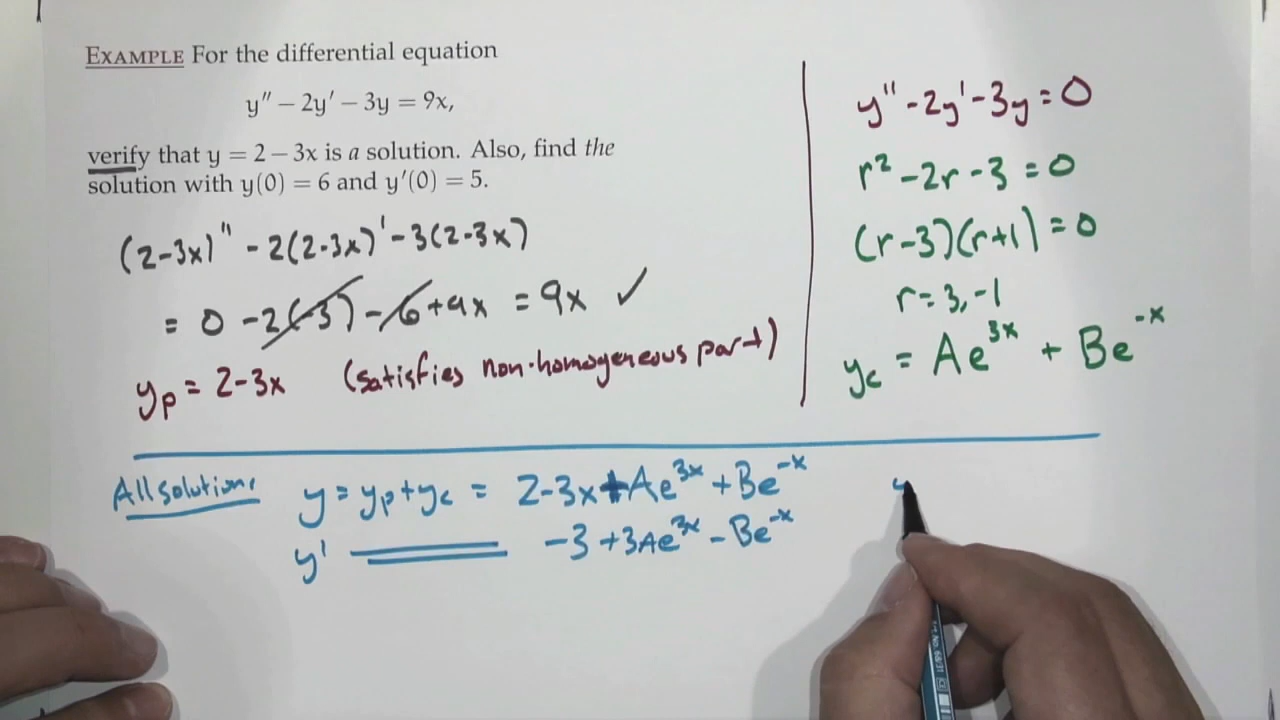 EXAMPLE For the differential equation
y″ − 2y′ − 3y = 9x,
verify that y = 2 − 3x is a solution. Also, find the
solution with y(0) = 6 and y′(0) = 5.
(2-3x)″ - 2(2-3x)′ - 3(2-3x)
= 0 - 2(-3) - 6 + 9x = 9x ✓
yₚ = 2-3x (satisfies non-homogeneous part)
y″ - 2y′ - 3y = 0
r² - 2r - 3 = 0
(r-3)(r+1) = 0
r = 3, -1
y_c = Ae^{3x} + Be^{-x}
All solutions y = yₚ + y_c = 2-3x + Ae^{3x} + Be^{-x}
y′ = -3 + 3Ae^{3x} - Be^{-x}